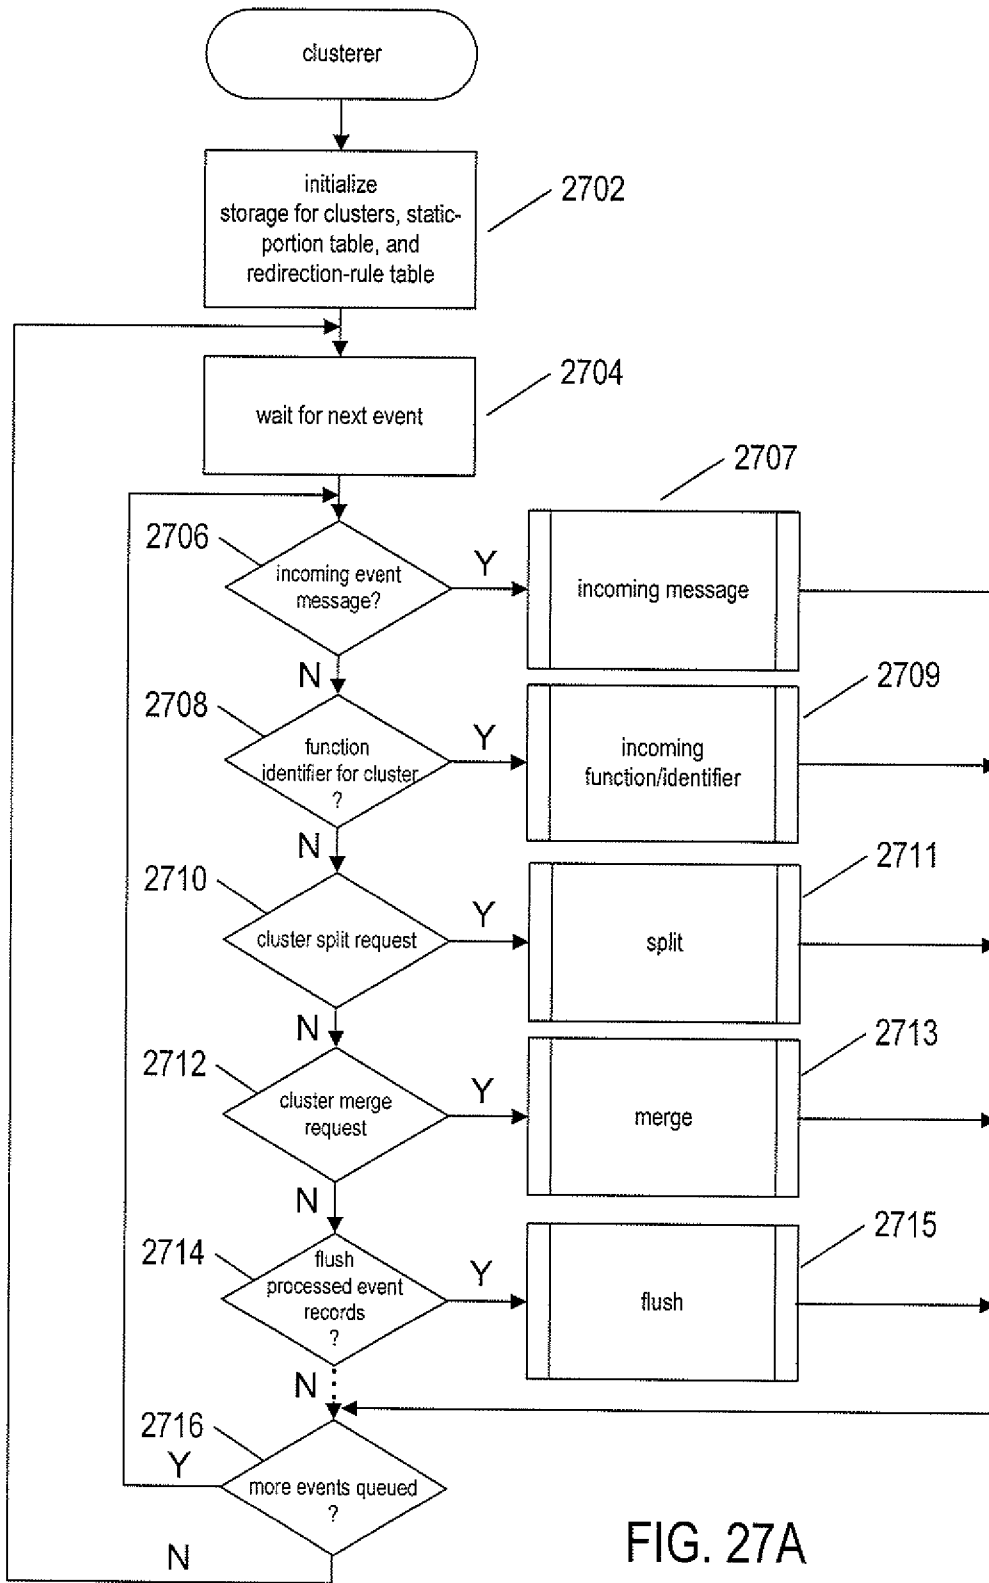 clusterer
initialize
storage for clusters, static-
portion table, and
redirection-rule table
2702
wait for next event
2704
2706
incoming event
message?
Y
2707
incoming message
N
2708
function
identifier for cluster
?
Y
2709
incoming
function/identifier
N
2710
cluster split request
Y
2711
split
N
2712
cluster merge
request
Y
2713
merge
N
2714
flush
processed event
records
?
Y
2715
flush
N
2716
Y
more events queued
?
N
FIG. 27A